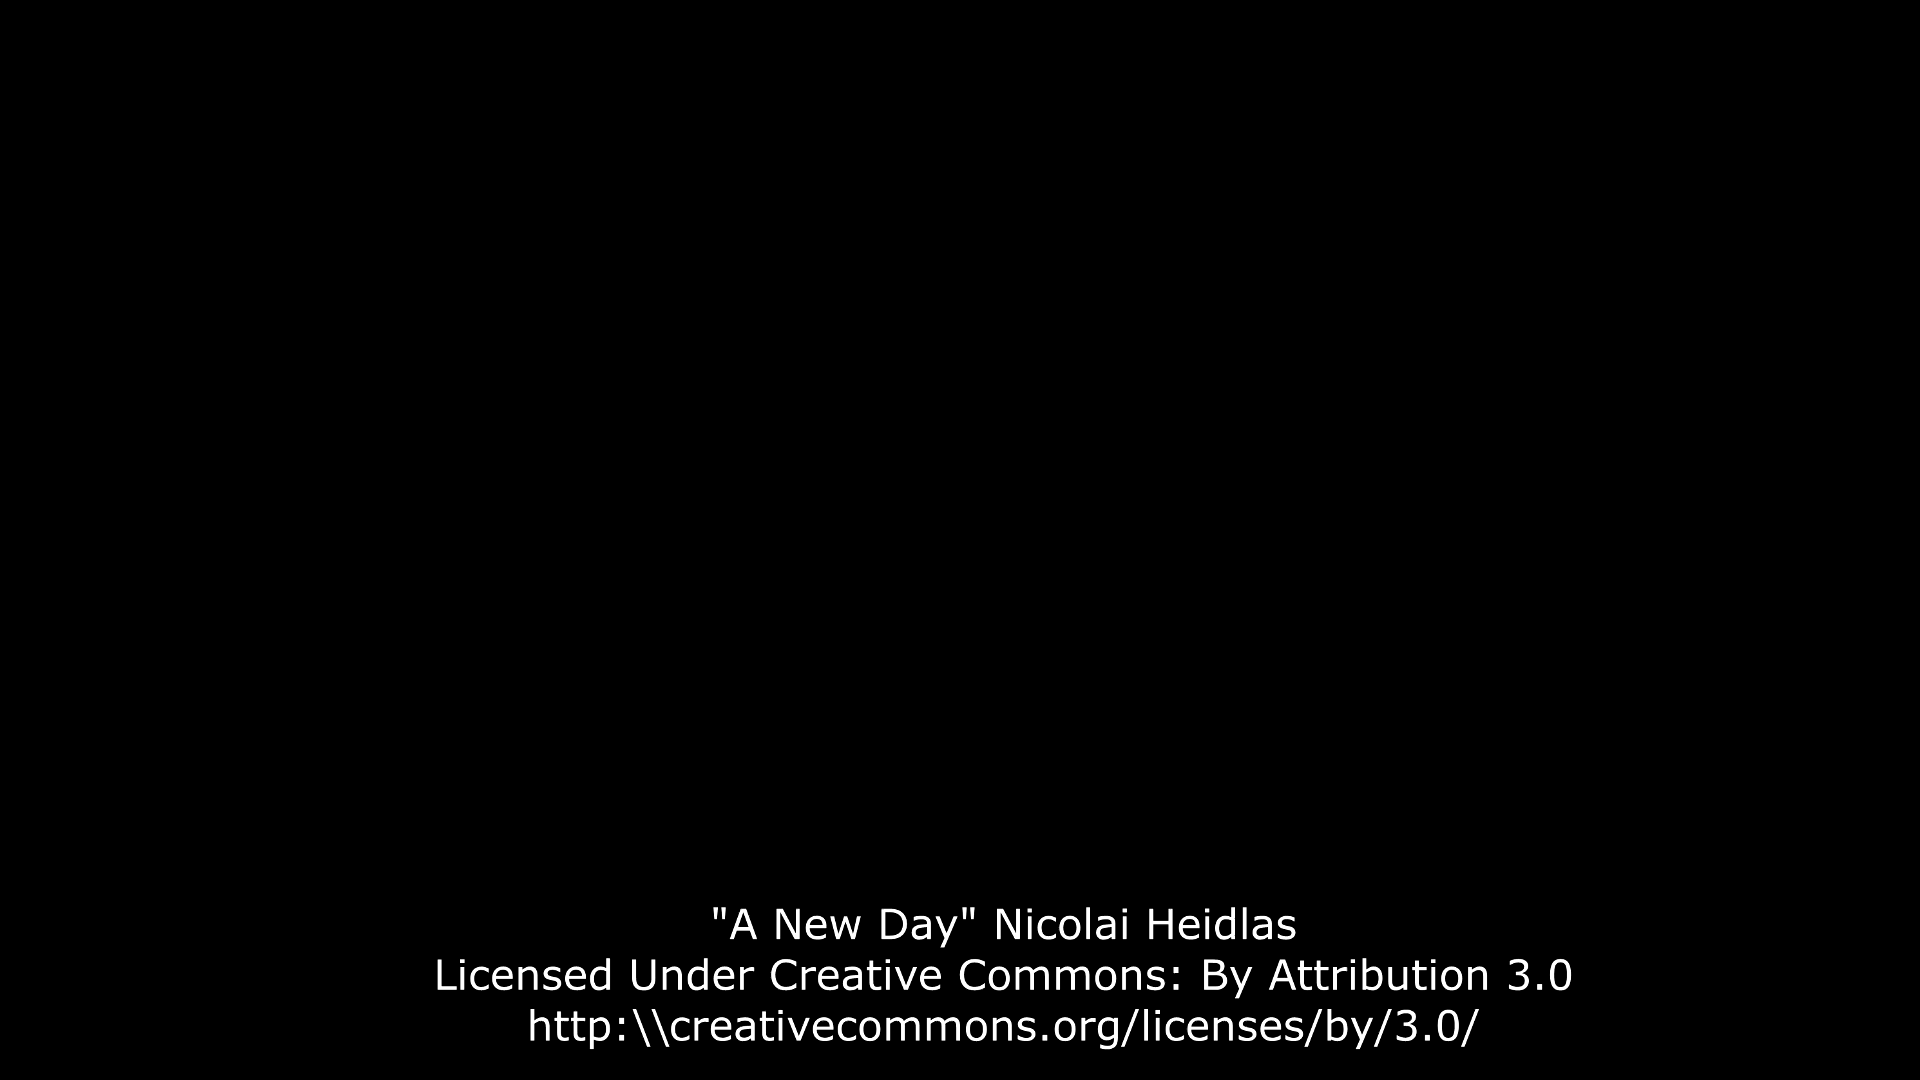 "A New Day" Nicolai Heidlas
Licensed Under Creative Commons: By Attribution 3.0
http:\\creativecommons.org/licenses/by/3.0/